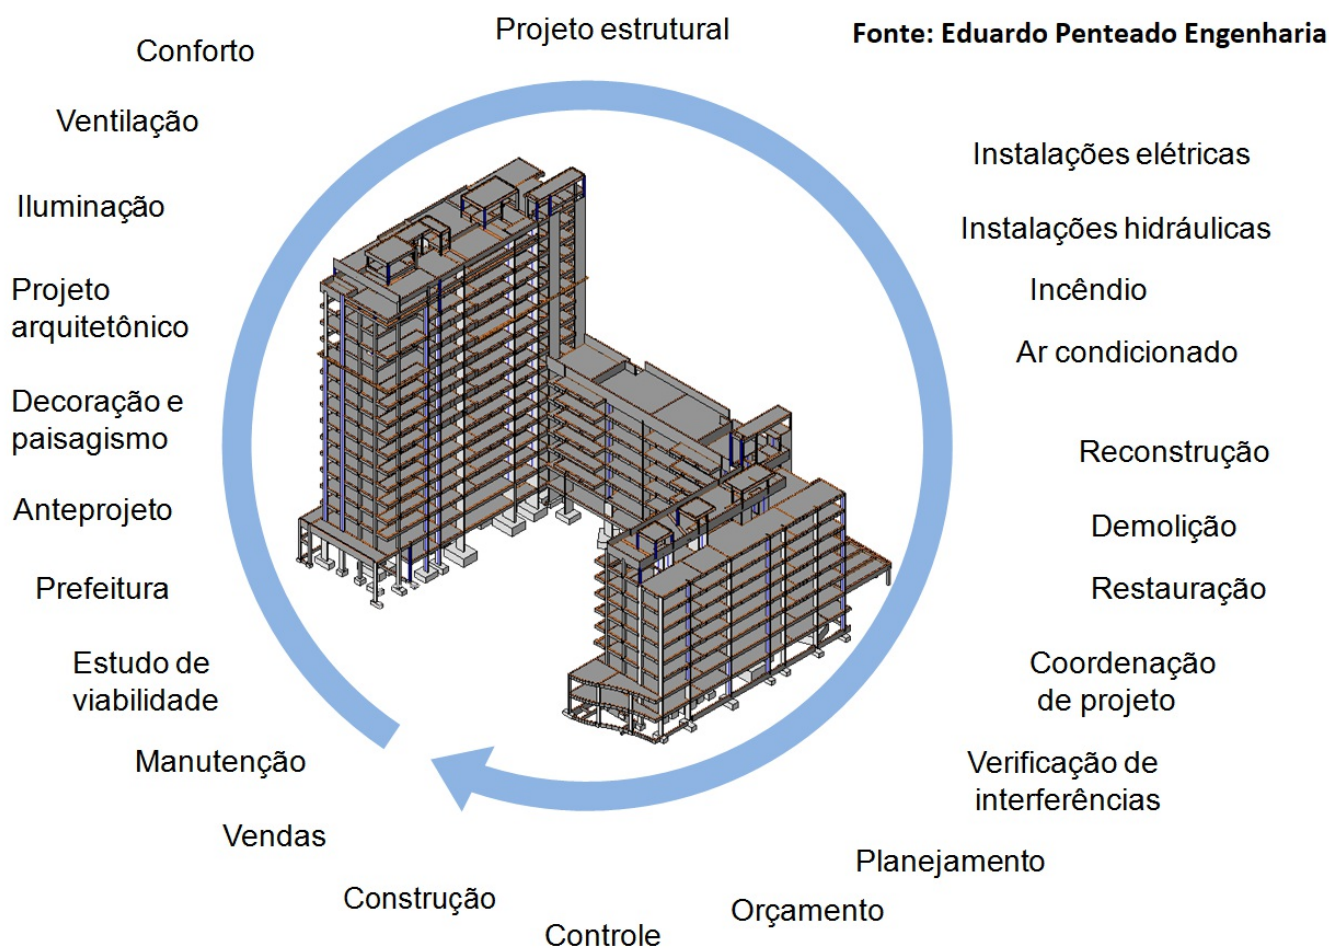 Projeto estrutural
Fonte: Eduardo Penteado Engenharia
Conforto
Ventilação
Iluminação
Projeto
arquitetônico
Decoração e
paisagismo
Anteprojeto
Prefeitura
Estudo de
viabilidade
Manutenção
Vendas
Construção
Controle
Orçamento
Planejamento
Verificação de
interferências
Coordenação
de projeto
Restauração
Demolição
Reconstrução
Ar condicionado
Incêndio
Instalações hidráulicas
Instalações elétricas